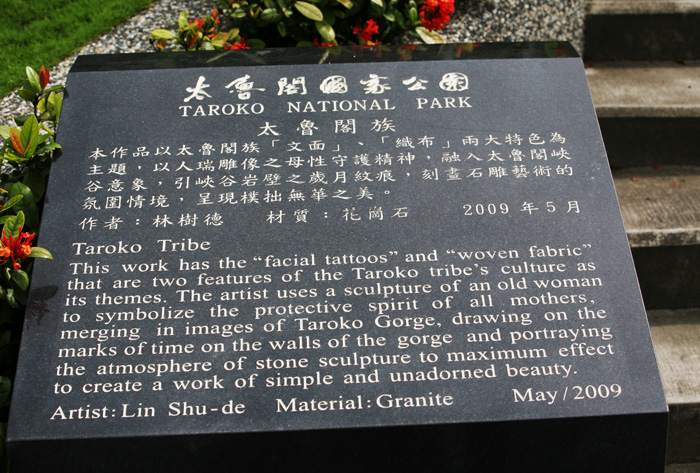 太魯閣國家公園
TAROKO NATIONAL PARK
太魯閣族
本作品以太魯閣族「文面」、「織布」兩大特色為
主題，以人瑞雕像之母性守護精神，融入太魯閣峽
谷意象，引峽谷岩壁之歲月紋痕，刻畫石雕藝術的
氛圍情境，呈現樸拙無華之美。
作者：林樹德 材質：花崗石 2009年5月
Taroko Tribe
This work has the “facial tattoos” and “woven fabric”
that are two features of the Taroko tribe’s culture as
its themes. The artist uses a sculpture of an old woman
to symbolize the protective spirit of all mothers,
merging in images of Taroko Gorge, drawing on the
marks of time on the walls of the gorge and portraying
the atmosphere of stone sculpture to maximum effect
to create a work of simple and unadorned beauty.
Artist: Lin Shu-de Material: Granite May/2009